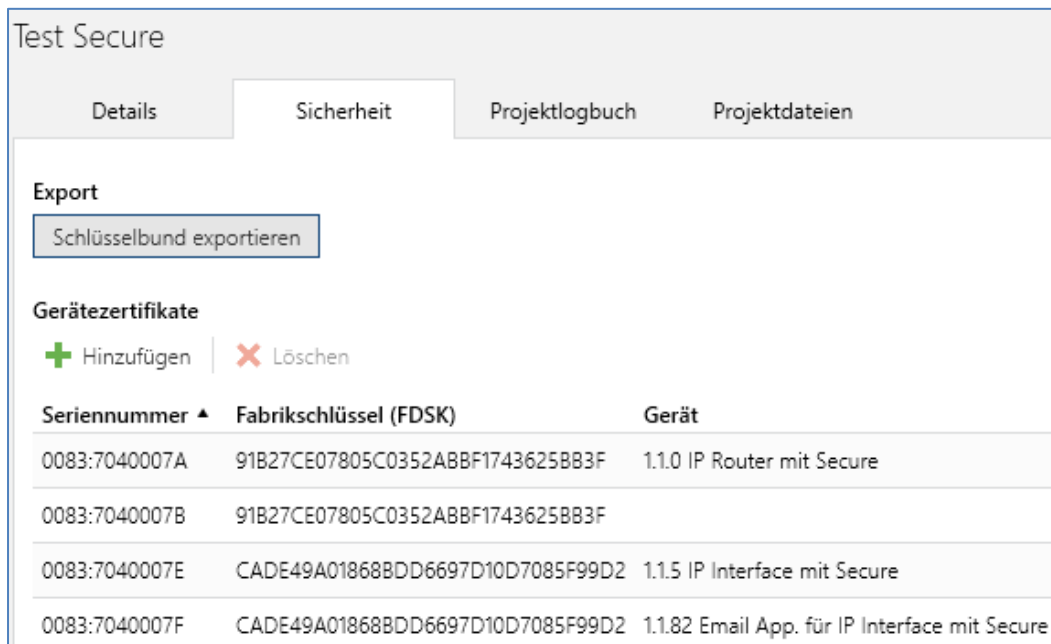 Test Secure
Details Sicherheit Projektlogbuch Projektdateien
Export
Schlüsselbund exportieren
Gerätezertifikate
Hinzufügen Löschen
Seriennummer Fabrikschlüssel (FDSK) Gerät
0083:7040007A 91B27CE07805C0352ABBF1743625BB3F 1.1.0 IP Router mit Secure
0083:7040007B 91B27CE07805C0352ABBF1743625BB3F
0083:7040007E CADE49A01868BDD6697D10D7085F99D2 1.1.5 IP Interface mit Secure
0083:7040007F CADE49A01868BDD6697D10D7085F99D2 1.1.82 Email App. für IP Interface mit Secure